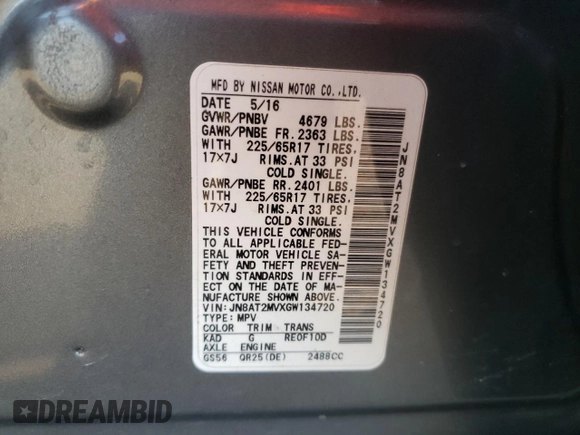 MFD BY NISSAN MOTOR CO.,LTD.
DATE 5/16
GVWR/PNBV 4679 LBS.
GAWR/PNBE FR.2363 LBS.
WITH 225/65R17 TIRES.
17×7J RIMS.AT 33 PSI
COLD SINGLE.
GAWR/PNBE RR.2401 LBS.
WITH 225/65R17 TIRES.
17×7J RIMS.AT 33 PSI
COLD SINGLE.
THIS VEHICLE CONFORMS
TO ALL APPLICABLE FED-
ERAL MOTOR VEHICLE SA-
FETY AND THEFT PREVEN-
TION STANDARDS IN EFF-
ECT ON THE DATE OF MA-
NUFACTURE SHOWN ABOVE.
VIN:JN8AT2MVXGW134720
TYPE:MPV
COLOR TRIM TRANS
KAD G RE0F10D
AXLE ENGINE
GS56 QR25(DE) 2488CC
JN8AT2MVXGW134720
DREAMBID